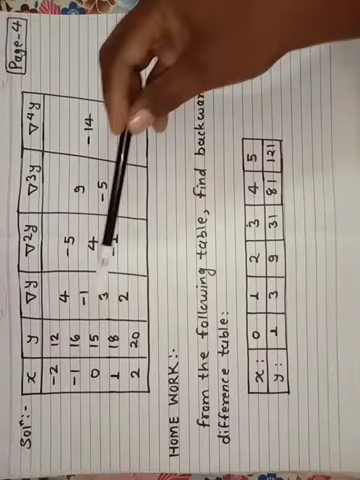 Page-4
Solⁿ:-
x y ∇y ∇²y ∇³y ∇⁴y
-2 12
4
-1 16 -5
-1 9
0 15 4 -14
3 -5
1 18
2
2 20
HOME WORK:-
from the following table, find
difference table:
x: 0 1 2 3 4 5
y: 1 3 9 31 81 121